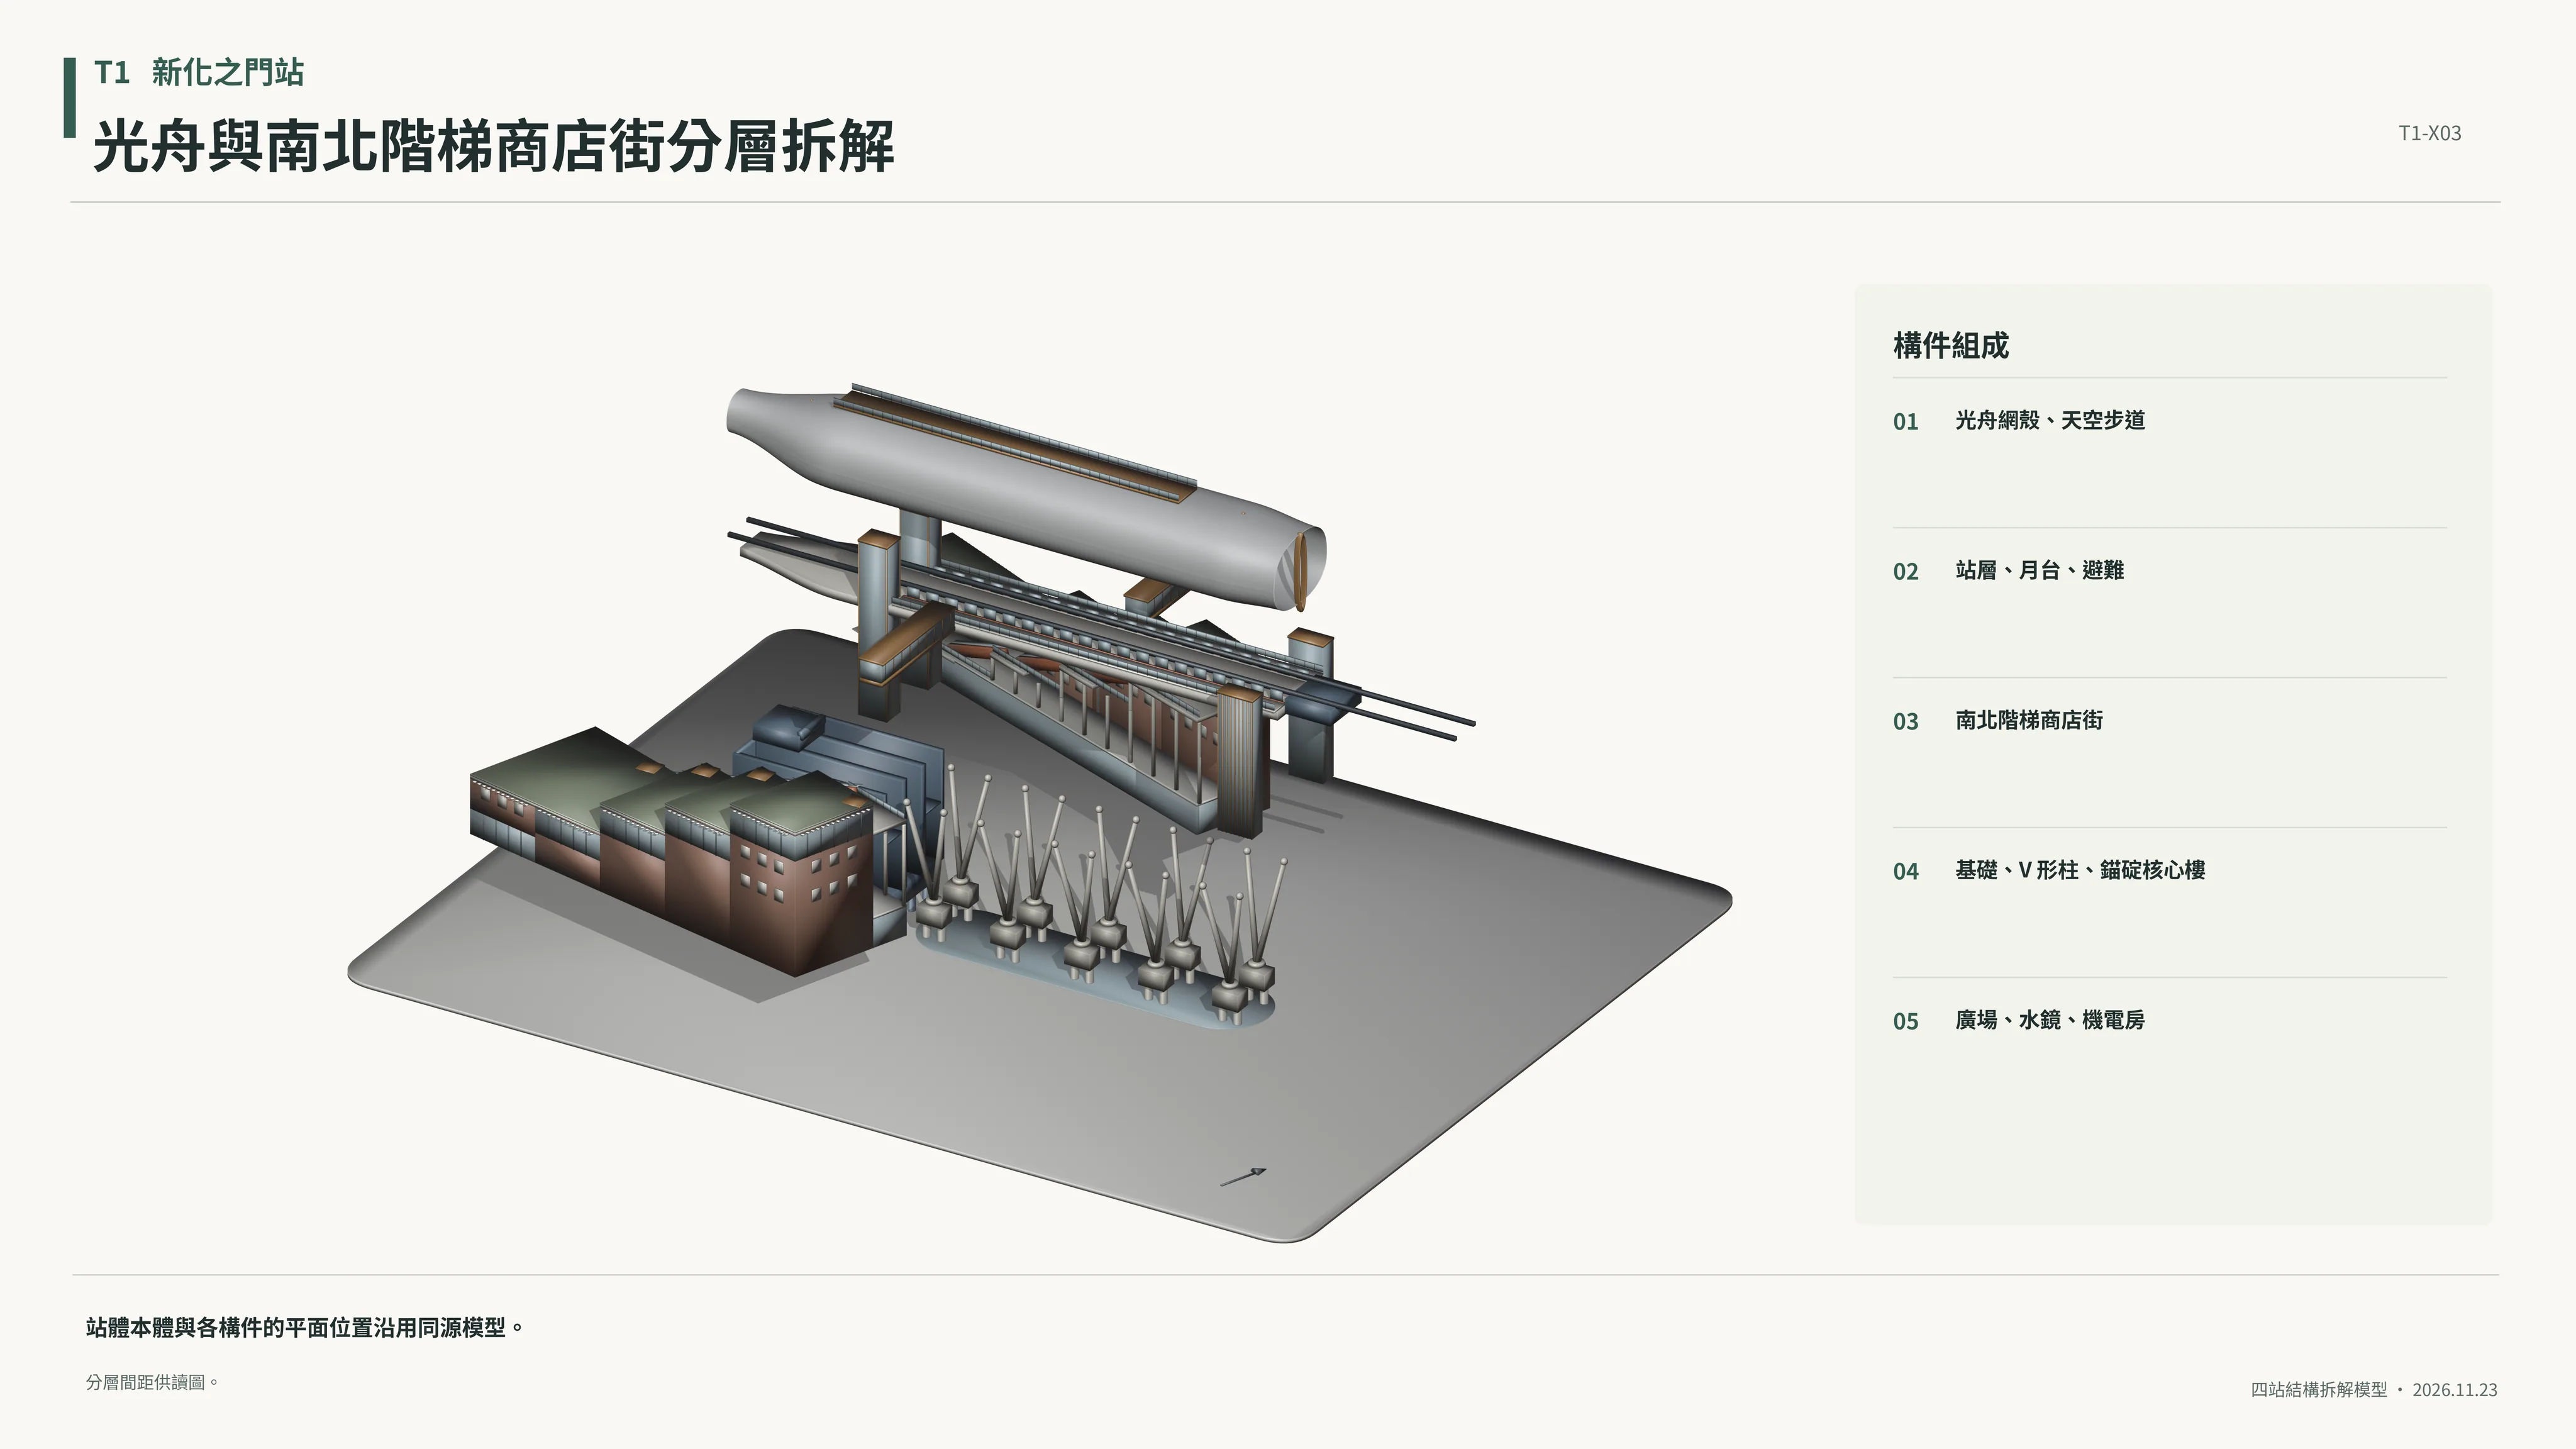 T1 新化之門站
光舟與南北階梯商店街分層拆解
T1-X03
構件組成
01 光舟網殼、天空步道
02 站層、月台、避難
03 南北階梯商店街
04 基礎、V 形柱、錨碇核心樓
05 廣場、水鏡、機電房
站體本體與各構件的平面位置沿用同源模型。
分層間距供讀圖。
四站結構拆解模型・2026.11.23